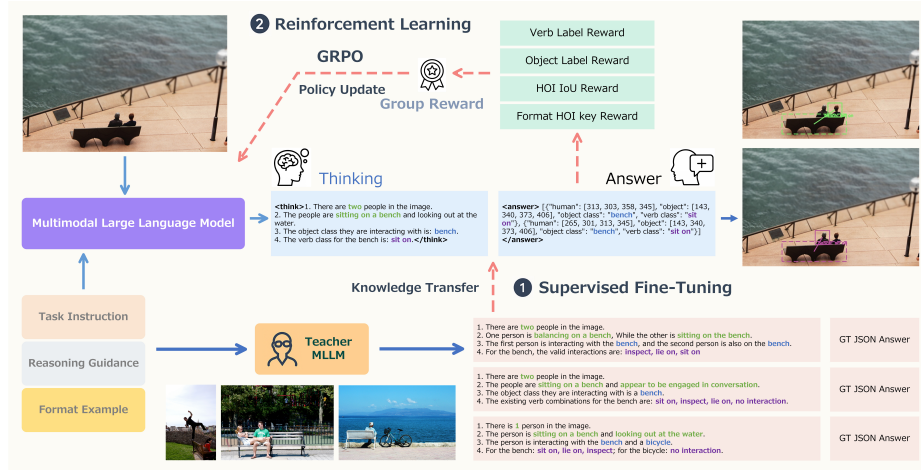 2 Reinforcement Learning
GRPO
Policy Update
Group Reward
Verb Label Reward
Object Label Reward
HOI IoU Reward
Format HOI key Reward
Thinking
Answer
Multimodal Large Language Model
<think>1. There are two people in the image.
2. The people are sitting on a bench and looking out at the
water.
3. The object class they are interacting with is: bench.
4. The verb class for the bench is: sit on.</think>
<answer> [{"human": [313, 303, 358, 345], "object": [143,
340, 373, 406], "object class": "bench", "verb class": "sit
on"}, {"human": [265, 301, 313, 345], "object": [143, 340,
373, 406], "object class": "bench", "verb class": "sit on"}]
</answer>
Knowledge Transfer
1 Supervised Fine-Tuning
Task Instruction
Reasoning Guidance
Format Example
Teacher
MLLM
1. There are two people in the image.
2. One person is balancing on a bench, While the other is sitting on the bench.
3. The first person is interacting with the bench, and the second person is also on the bench.
4. For the bench, the valid interactions are: inspect, lie on, sit on
GT JSON Answer
1. There are two people in the image.
2. The people are sitting on a bench and appear to be engaged in conversation.
3. The object class they are interacting with is a bench.
4. The existing verb combinations for the bench are: sit on, inspect, lie on, no interaction.
GT JSON Answer
1. There is 1 person in the image.
2. The person is sitting on a bench and looking out at the water.
3. The person is interacting with the bench and a bicycle.
4. For the bench: sit on, lie on, inspect; for the bicycle: no interaction.
GT JSON Answer